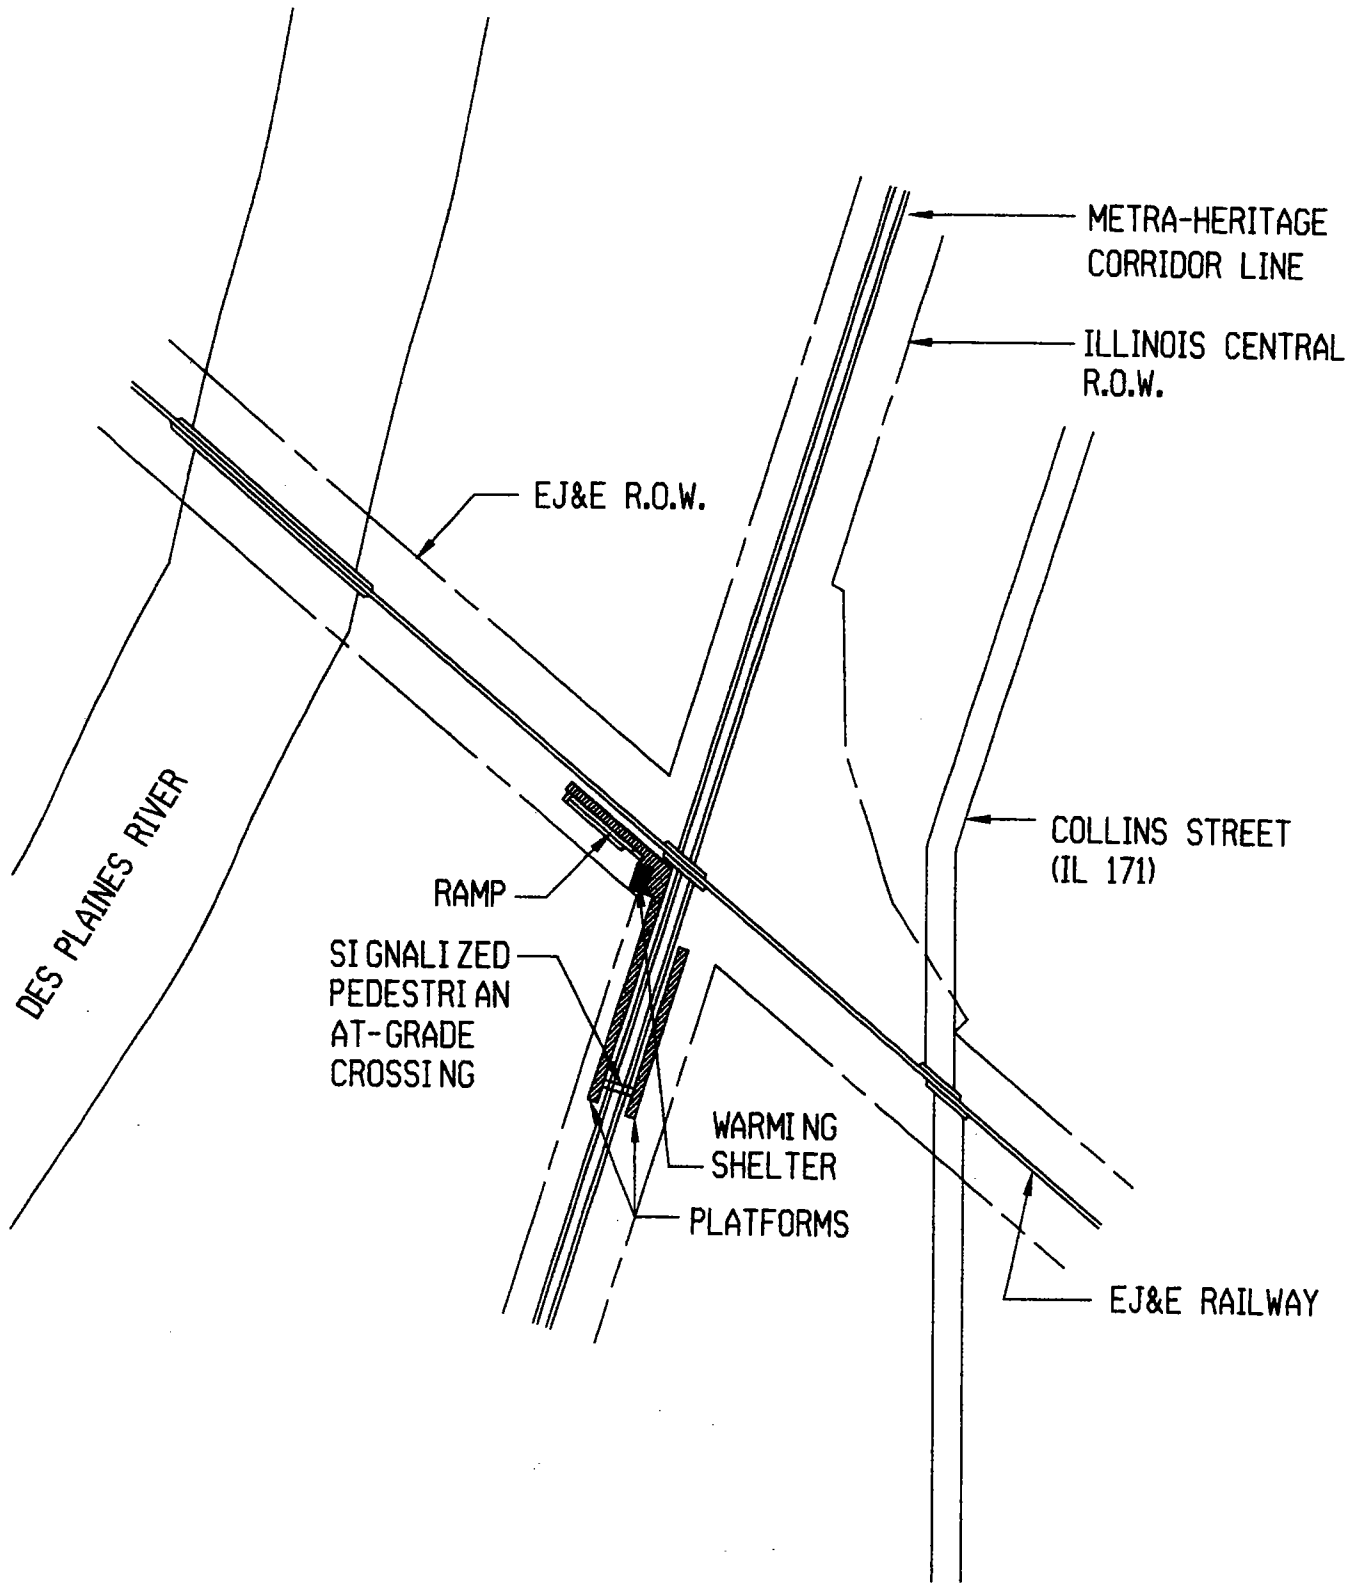 METRA-HERITAGE
CORRIDOR LINE
ILLINOIS CENTRAL
R.O.W.
EJ&E R.O.W.
COLLINS STREET
(IL 171)
DES PLAINES RIVER
RAMP
SIGNALIZED
PEDESTRIAN
AT-GRADE
CROSSING
WARMING
SHELTER
PLATFORMS
EJ&E RAILWAY